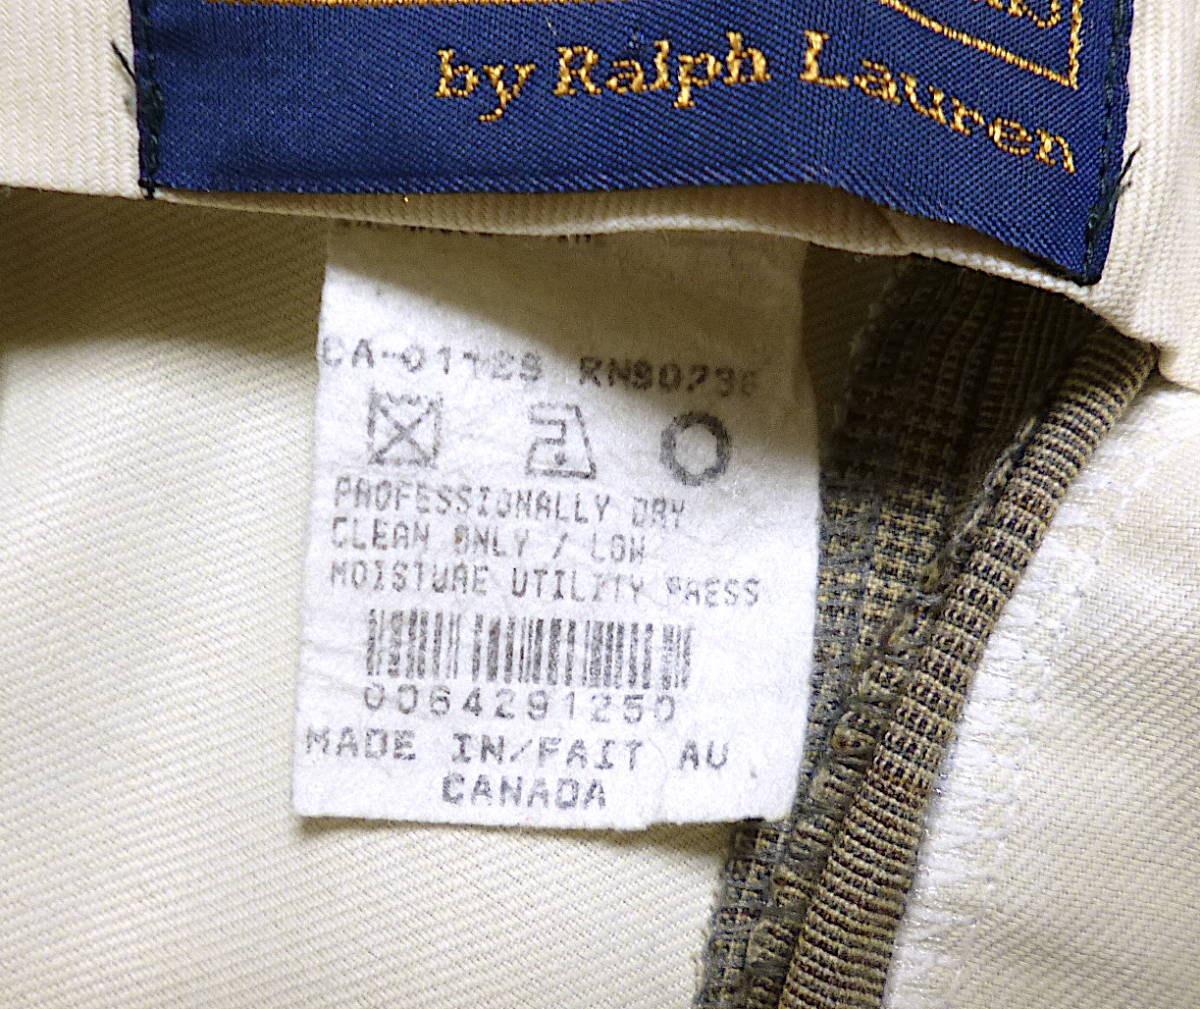 by Ralph Lauren
CA-01128 RN90736
PROFESSIONALLY DRY
CLEAN ONLY / LOW
MOISTURE UTILITY PRESS
0064291250
MADE IN/FAIT AU
CANADA